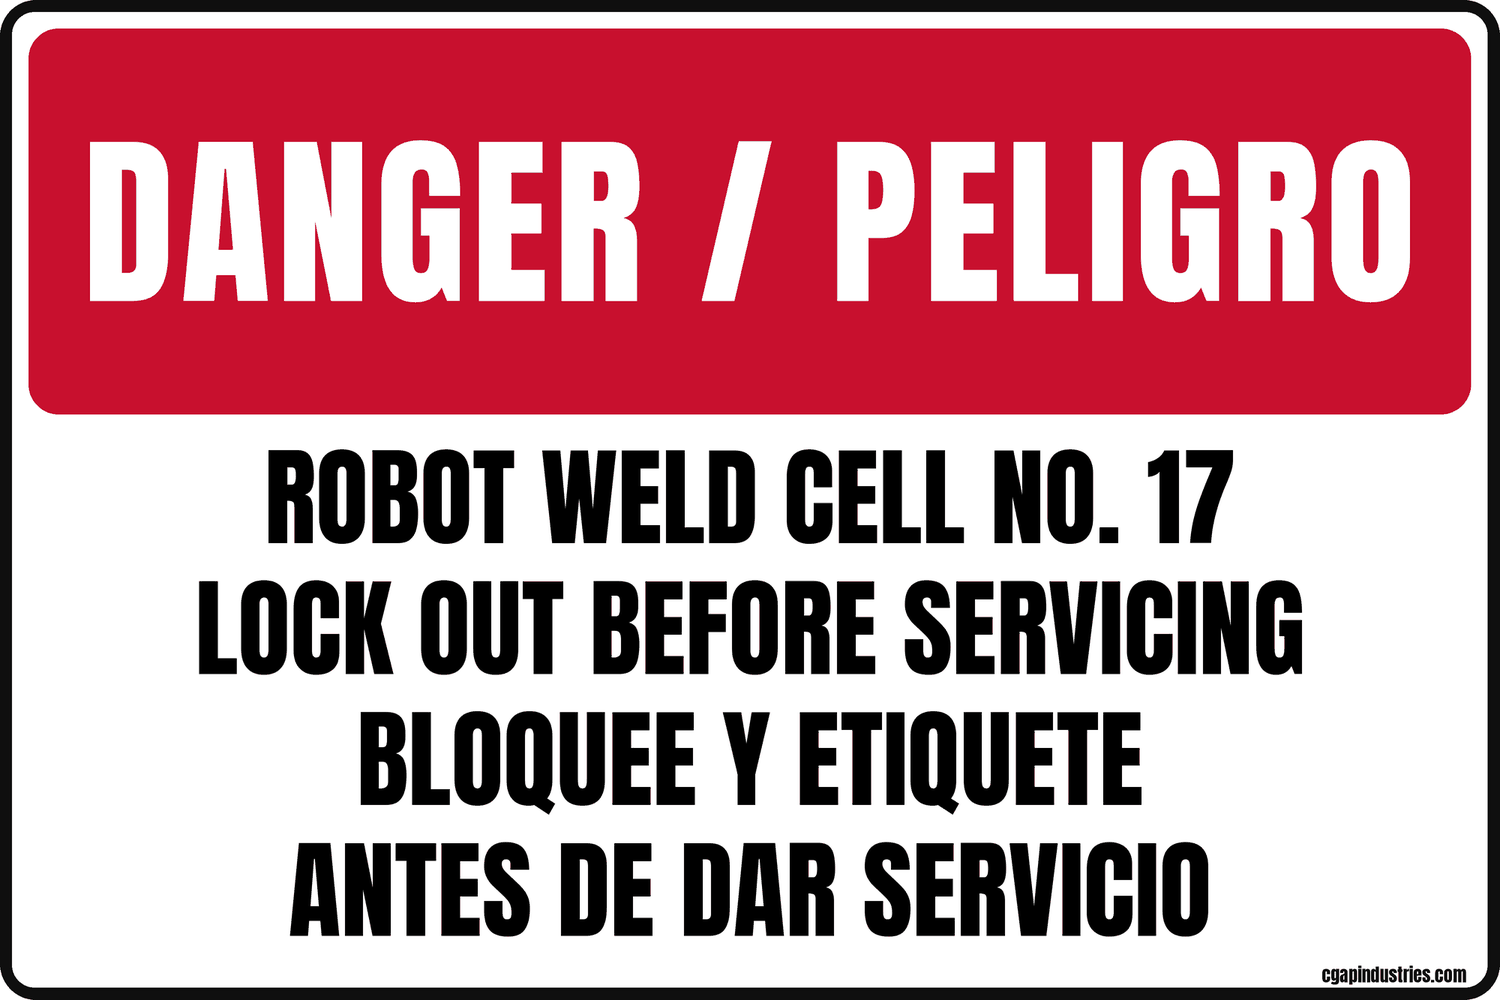 DANGER / PELIGRO
ROBOT WELD CELL NO. 17
LOCK OUT BEFORE SERVICING
BLOQUEE Y ETIQUETE
ANTES DE DAR SERVICIO
cgapindustries.com